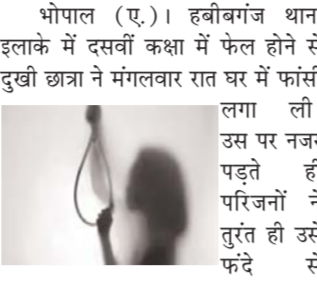 भोपाल (ए.)। हबीबगंज थान
इलाके में दसवीं कक्षा में फेल होने से
दुखी छात्रा ने मंगलवार रात घर में फांसी
लगा ली
उस पर नजर
पड़ते ही
परिजनों ने
तुरंत ही उसे
फंदे से